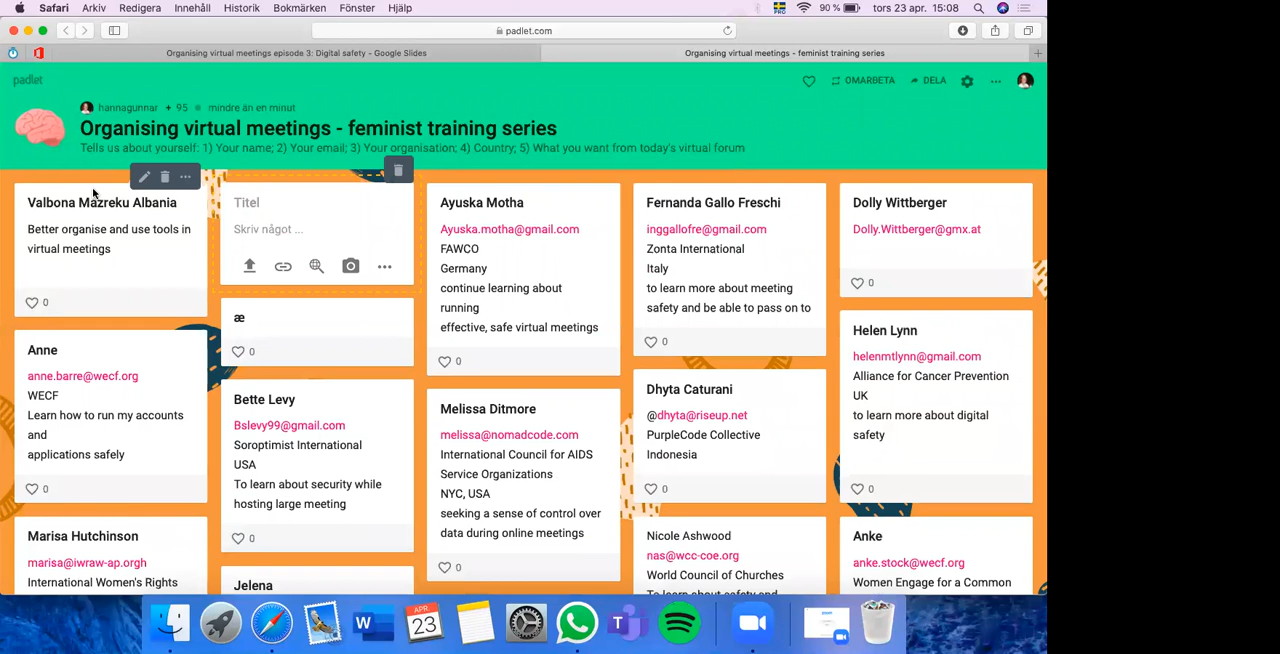 Safari Arkiv Redigera Innehåll Historik Bokmärken Fönster Hjälp 90 % tors 23 apr. 15:08
padlet.com
Organising virtual meetings episode 3: Digital safety - Google Slides
Organising virtual meetings - feminist training series
padlet
OMARBETA
DELA
hannagunnar + 95 mindre än en minut
Organising virtual meetings - feminist training series
Tells us about yourself: 1) Your name; 2) Your email; 3) Your organisation; 4) Country; 5) What you want from today's virtual forum
Valbona Mazreku Albania
Better organise and use tools in
virtual meetings
0
Anne
anne.barre@wecf.org
WECF
Learn how to run my accounts
and
applications safely
0
Marisa Hutchinson
marisa@iwraw-ap.orgh
International Women's Rights
Titel
Skriv något ...
æ
0
Bette Levy
Bslevy99@gmail.com
Soroptimist International
USA
To learn about security while
hosting large meeting
0
Jelena
Ayuska Motha
Ayuska.motha@gmail.com
FAWCO
Germany
continue learning about
running
effective, safe virtual meetings
0
Melissa Ditmore
melissa@nomadcode.com
International Council for AIDS
Service Organizations
NYC, USA
seeking a sense of control over
data during online meetings
0
Fernanda Gallo Freschi
inggallofre@gmail.com
Zonta International
Italy
to learn more about meeting
safety and be able to pass on to
0
Dhyta Caturani
@dhyta@riseup.net
PurpleCode Collective
Indonesia
0
Nicole Ashwood
nas@wcc-coe.org
World Council of Churches
To learn about safety and
Dolly Wittberger
Dolly.Wittberger@gmx.at
0
Helen Lynn
helenmtlynn@gmail.com
Alliance for Cancer Prevention
UK
to learn more about digital
safety
0
Anke
anke.stock@wecf.org
Women Engage for a Common
APR.
23